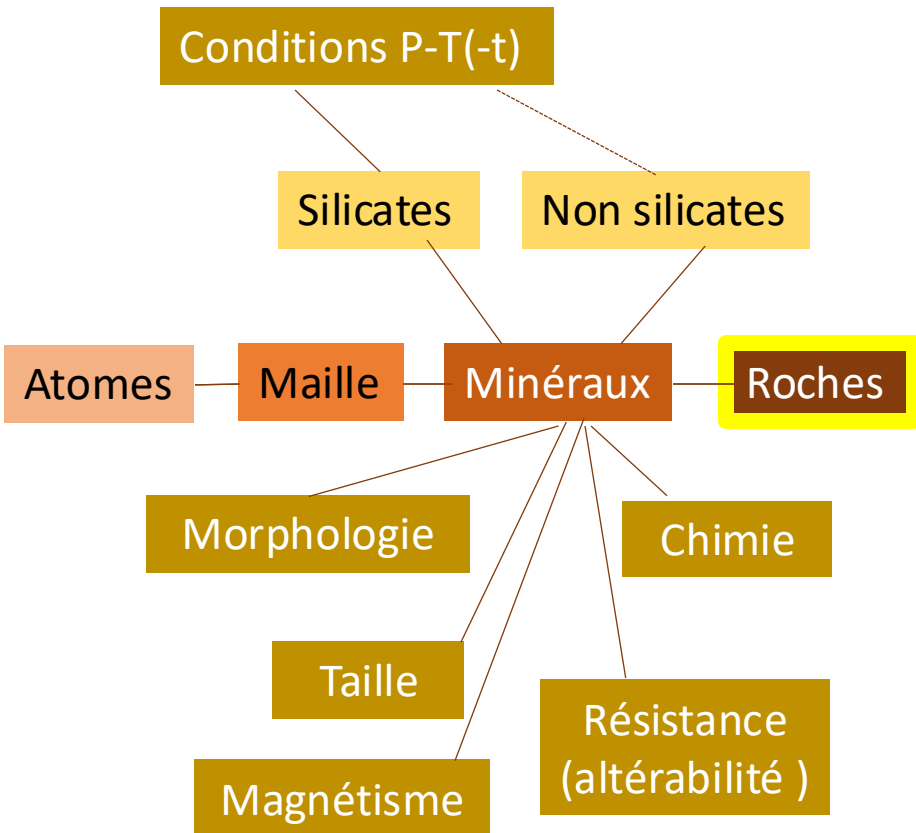 Conditions P-T(-t)
Silicates
Non silicates
Atomes
Maille
Minéraux
Roches
Morphologie
Chimie
Taille
Résistance
(altérabilité )
Magnétisme